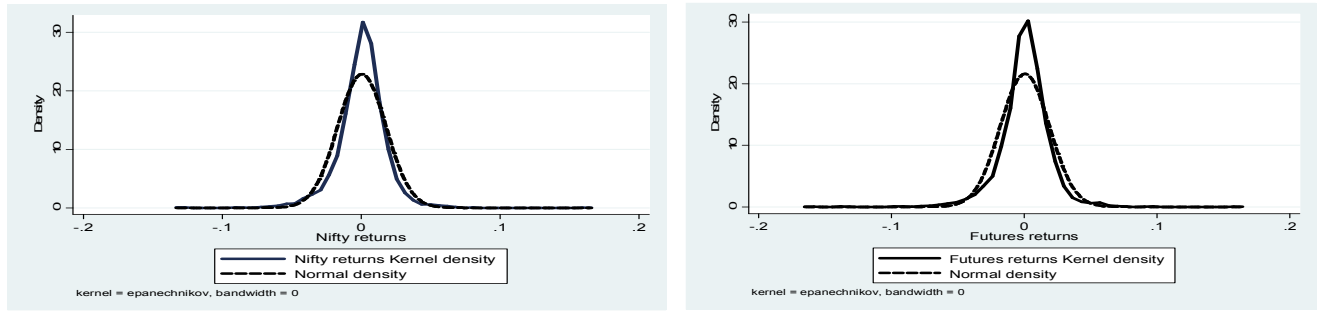 Density
30
20
10
0
-.2
-.1
0
.1
.2
Nifty returns
Nifty returns Kernel density
Normal density
kernel = epanechnikov, bandwidth = 0
Density
30
20
10
0
-.2
-.1
0
.1
.2
Futures returns
Futures returns Kernel density
Normal density
kernel = epanechnikov, bandwidth = 0